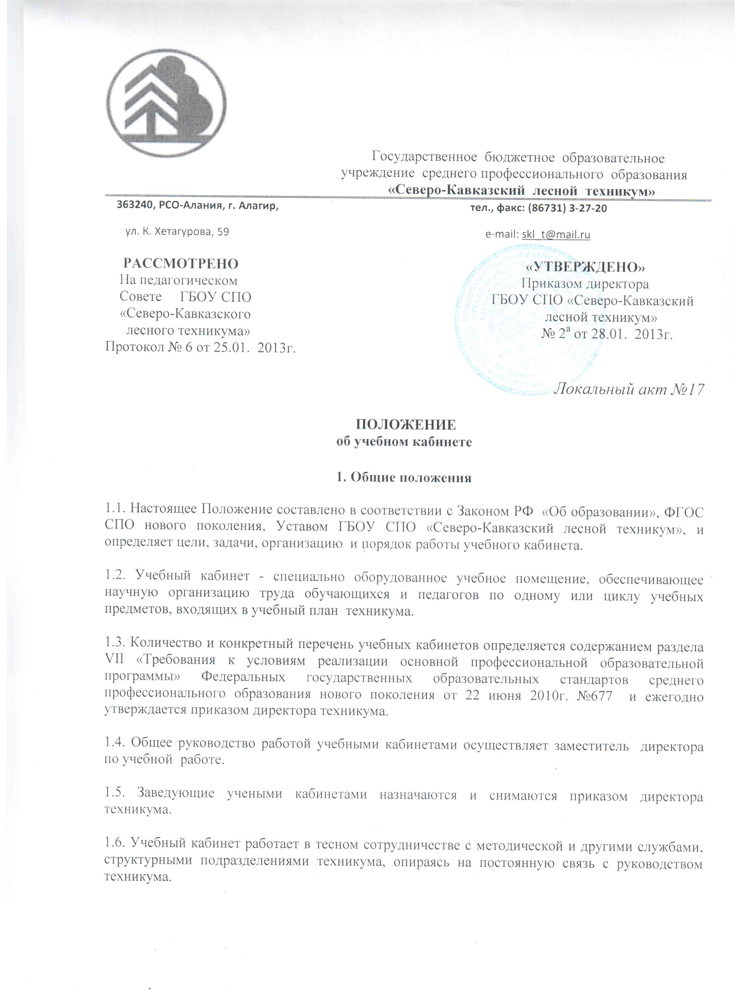 Государственное бюджетное образовательное
учреждение среднего профессионального образования
«Северо-Кавказский лесной техникум»
363240, РСО-Алания, г. Алагир,
тел., факс: (86731) 3-27-20
ул. К. Хетагурова, 59
e-mail: skl_t@mail.ru
РАССМОТРЕНО
На педагогическом
Совете ГБОУ СПО
«Северо-Кавказского
лесного техникума»
Протокол № 6 от 25.01. 2013г.
«УТВЕРЖДЕНО»
Приказом директора
ГБОУ СПО «Северо-Кавказский
лесной техникум»
№ 2а от 28.01. 2013г.
Локальный акт №17
ПОЛОЖЕНИЕ
об учебном кабинете
1. Общие положения
1.1. Настоящее Положение составлено в соответствии с Законом РФ «Об образовании», ФГОС
СПО нового поколения, Уставом ГБОУ СПО «Северо-Кавказский лесной техникум», и
определяет цели, задачи, организацию и порядок работы учебного кабинета.
1.2. Учебный кабинет - специально оборудованное учебное помещение, обеспечивающее
научную организацию труда обучающихся и педагогов по одному или циклу учебных
предметов, входящих в учебный план техникума.
1.3. Количество и конкретный перечень учебных кабинетов определяется содержанием раздела
VII «Требования к условиям реализации основной профессиональной образовательной
программы» Федеральных государственных образовательных стандартов среднего
профессионального образования нового поколения от 22 июня 2010г. №677 и ежегодно
утверждается приказом директора техникума.
1.4. Общее руководство работой учебными кабинетами осуществляет заместитель директора
по учебной работе.
1.5. Заведующие учеными кабинетами назначаются и снимаются приказом директора
техникума.
1.6. Учебный кабинет работает в тесном сотрудничестве с методической и другими службами,
структурными подразделениями техникума, опираясь на постоянную связь с руководством
техникума.